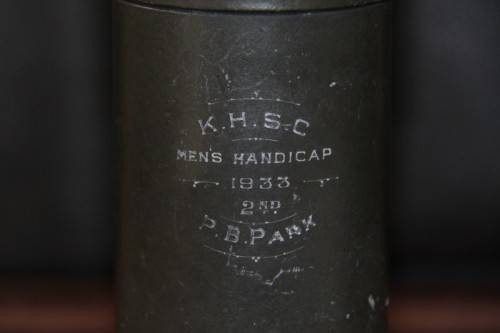 K.H.S.C
MENS HANDICAP
1933
2ND
P.B.PARK